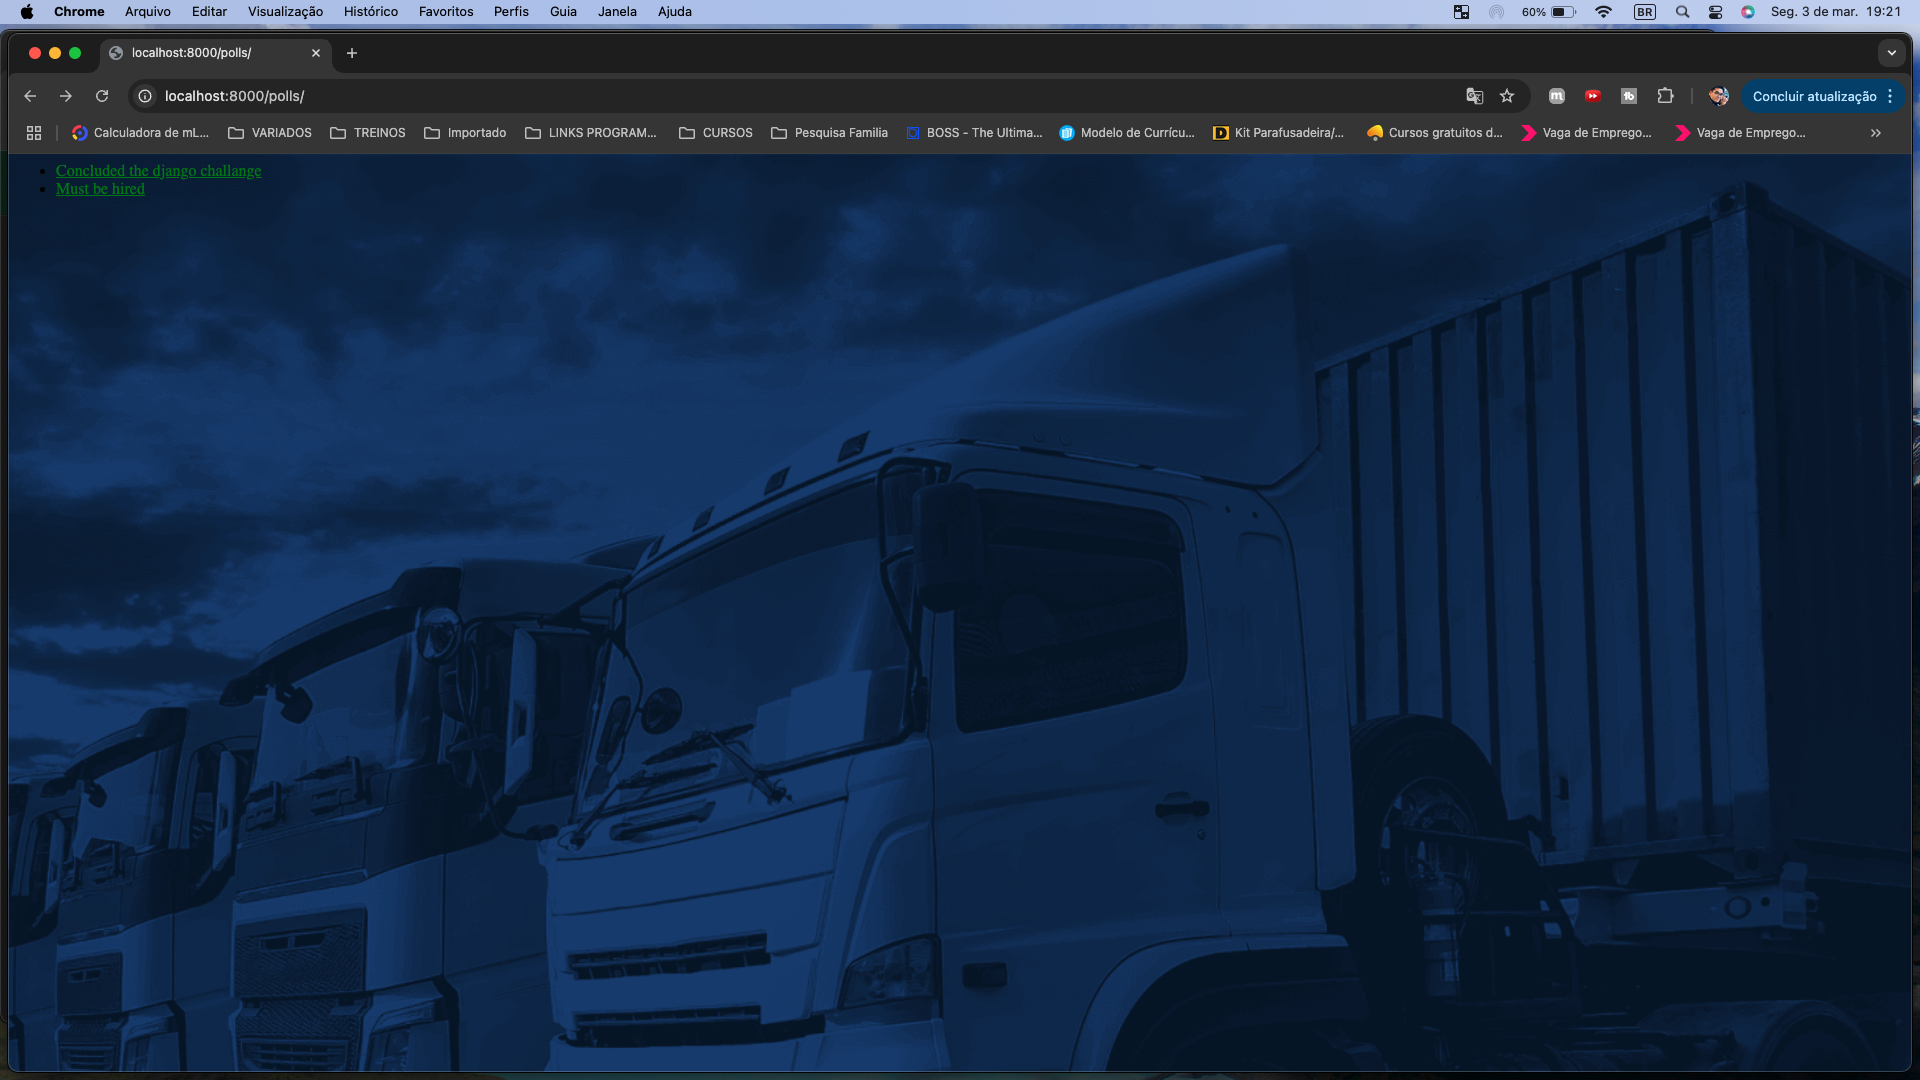 Chrome Arquivo Editar Visualização Histórico Favoritos Perfis Guia Janela Ajuda 60% BR Seg. 3 de mar. 19:21
localhost:8000/polls/
localhost:8000/polls/ Concluir atualização
Calculadora de mL... VARIADOS TREINOS Importado LINKS PROGRAM... CURSOS Pesquisa Familia BOSS - The Ultima... Modelo de Currícu... Kit Parafusadeira/... Cursos gratuitos d... Vaga de Emprego... Vaga de Emprego...
Concluded the django challange
Must be hired